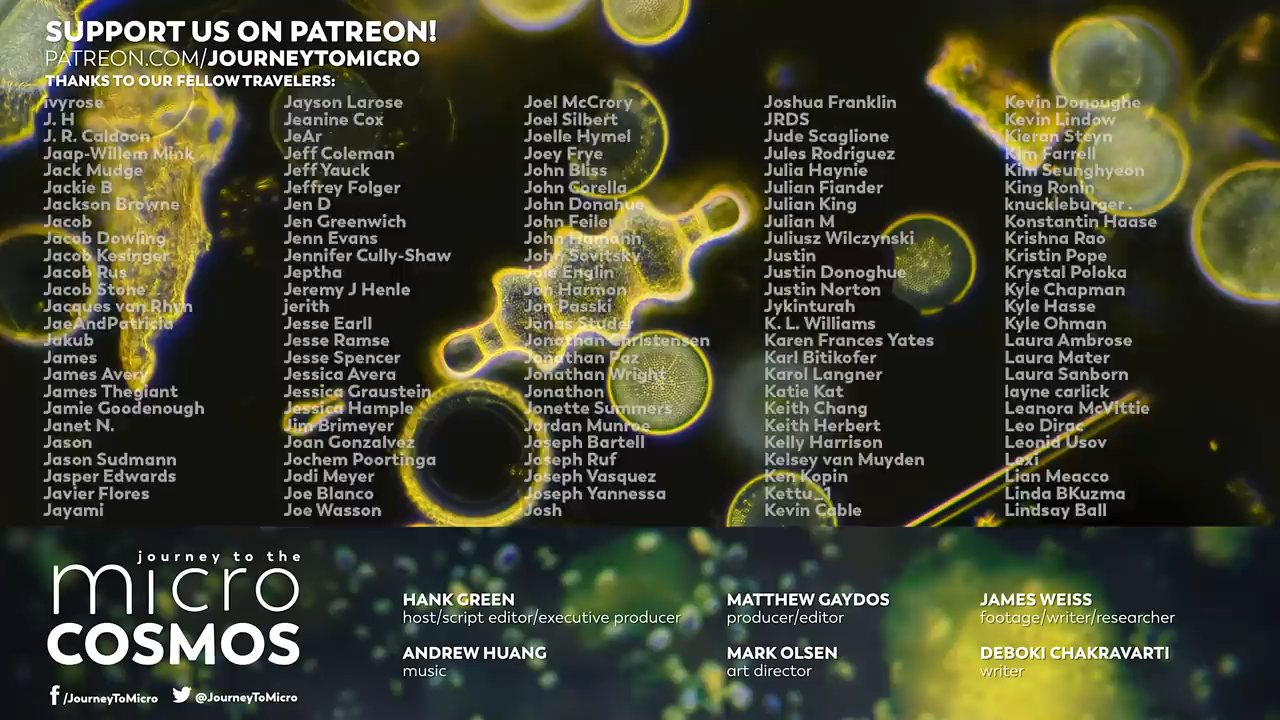 SUPPORT US ON PATREON!
PATREON.COM/JOURNEYTOMICRO
THANKS TO OUR FELLOW TRAVELERS:
ivyrose
J. H
J. R. Caldoon
Jaap-Willem Mink
Jack Mudge
Jackie B
Jackson Browne
Jacob
Jacob Dowling
Jacob Kesinger
Jacob Rus
Jacob Stone
Jacques van Rhyn
JaeAndPatricia
Jakub
James
James Avery
James Thegiant
Jamie Goodenough
Janet N.
Jason
Jason Sudmann
Jasper Edwards
Javier Flores
Jayami
Jayson Larose
Jeanine Cox
JeAr
Jeff Coleman
Jeff Yauck
Jeffrey Folger
Jen D
Jen Greenwich
Jenn Evans
Jennifer Cully-Shaw
Jeptha
Jeremy J Henle
jerith
Jesse Earll
Jesse Ramse
Jesse Spencer
Jessica Avera
Jessica Graustein
Jessica Hample
Jim Brimeyer
Joan Gonzalvez
Jochem Poortinga
Jodi Meyer
Joe Blanco
Joe Wasson
Joel McCrory
Joel Silbert
Joelle Hymel
Joey Frye
John Bliss
John Corella
John Donahue
John Feiler
John Hamann
John Sovitsky
Joie Englin
Jon Harmon
Jon Passki
Jonas Studer
Jonathan Christensen
Jonathan Paz
Jonathan Wright
Jonathon
Jonette Summers
Jordan Munroe
Joseph Bartell
Joseph Ruf
Joseph Vasquez
Joseph Yannessa
Josh
Joshua Franklin
JRDS
Jude Scaglione
Jules Rodriguez
Julia Haynie
Julian Fiander
Julian King
Julian M
Juliusz Wilczynski
Justin
Justin Donoghue
Justin Norton
Jykinturah
K. L. Williams
Karen Frances Yates
Karl Bitikofer
Karol Langner
Katie Kat
Keith Chang
Keith Herbert
Kelly Harrison
Kelsey van Muyden
Ken Kopin
Kettu_1
Kevin Cable
Kevin Donoughe
Kevin Lindow
Kieran Steyn
Kim Farrell
Kim Seunghyeon
King Ronin
knuckleburger .
Konstantin Haase
Krishna Rao
Kristin Pope
Krystal Poloka
Kyle Chapman
Kyle Hasse
Kyle Ohman
Laura Ambrose
Laura Mater
Laura Sanborn
layne carlick
Leanora McVittie
Leo Dirac
Leonid Usov
Lexi
Lian Meacco
Linda BKuzma
Lindsay Ball
journey to the
micro
COSMOS
/JourneyToMicro @JourneyToMicro
HANK GREEN
host/script editor/executive producer
ANDREW HUANG
music
MATTHEW GAYDOS
producer/editor
MARK OLSEN
art director
JAMES WEISS
footage/writer/researcher
DEBOKI CHAKRAVARTI
writer